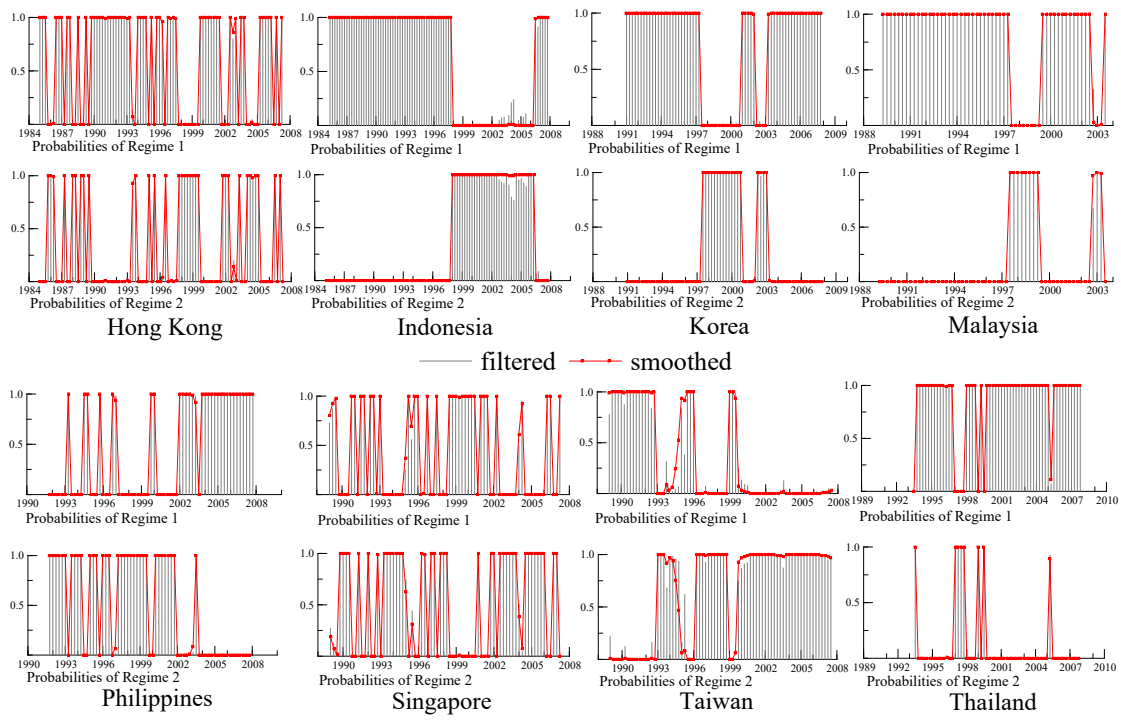 1.0 1.0 1.0 1.0
0.5 0.5 0.5 0.5
1984 1987 1990 1993 1996 1999 2002 2005 2008 1984 1987 1990 1993 1996 1999 2002 2005 2008 1988 1991 1994 1997 2000 2003 2006 2009 1988 1991 1994 1997 2000 2003
Probabilities of Regime 1 Probabilities of Regime 1 Probabilities of Regime 1 Probabilities of Regime 1
1.0 1.0 1.0 1.0
0.5 0.5 0.5 0.5
1984 1987 1990 1993 1996 1999 2002 2005 2008 1984 1987 1990 1993 1996 1999 2002 2005 2008 1988 1991 1994 1997 2000 2003 2006 2009 1988 1991 1994 1997 2000 2003
Probabilities of Regime 2 Probabilities of Regime 2 Probabilities of Regime 2 Probabilities of Regime 2
Hong Kong Indonesia Korea Malaysia
filtered smoothed
1.0 1.0 1.0 1.0
0.5 0.5 0.5 0.5
1990 1993 1996 1999 2002 2005 2008 1990 1993 1996 1999 2002 2005 2008 1990 1993 1996 1999 2002 2005 2008 1989 1992 1995 1998 2001 2004 2007 2010
Probabilities of Regime 1 Probabilities of Regime 1 Probabilities of Regime 1 Probabilities of Regime 1
1.0 1.0 1.0 1.0
0.5 0.5 0.5 0.5
1990 1993 1996 1999 2002 2005 2008 1990 1993 1996 1999 2002 2005 2008 1990 1993 1996 1999 2002 2005 2008 1989 1992 1995 1998 2001 2004 2007 2010
Probabilities of Regime 2 Probabilities of Regime 2 Probabilities of Regime 2 Probabilities of Regime 2
Philippines Singapore Taiwan Thailand